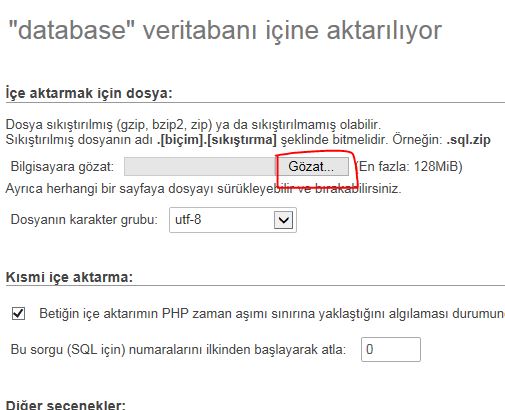 "database" veritabanı içine aktarılıyor
İçe aktarmak için dosya:
Dosya sıkıştırılmış (gzip, bzip2, zip) ya da sıkıştırılmamış olabilir.
Sıkıştırılmış dosyanın adı .[biçim].[sıkıştırma] şeklinde bitmelidir. Örneğin: .sql.zip
Bilgisayara gözat: Gözat... (En fazla: 128MiB)
Ayrıca herhangi bir sayfaya dosyayı sürükleyebilir ve bırakabilirsiniz.
Dosyanın karakter grubu: utf-8
Kısmi içe aktarma:
Betiğin içe aktarımın PHP zaman aşımı sınırına yaklaştığını algılaması durumun
Bu sorgu (SQL için) numaralarını ilkinden başlayarak atla: 0
Diğer seçenekler: